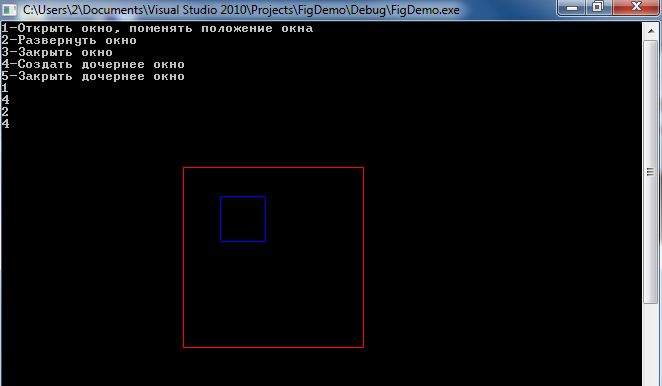 C:\Users\2\Documents\Visual Studio 2010\Projects\FigDemo\Debug\FigDemo.exe
1-Открыть окно, поменять положение окна
2-Развернуть окно
3-Закрыть окно
4-Создать дочернее окно
5-Закрыть дочернее окно
1
4
2
4